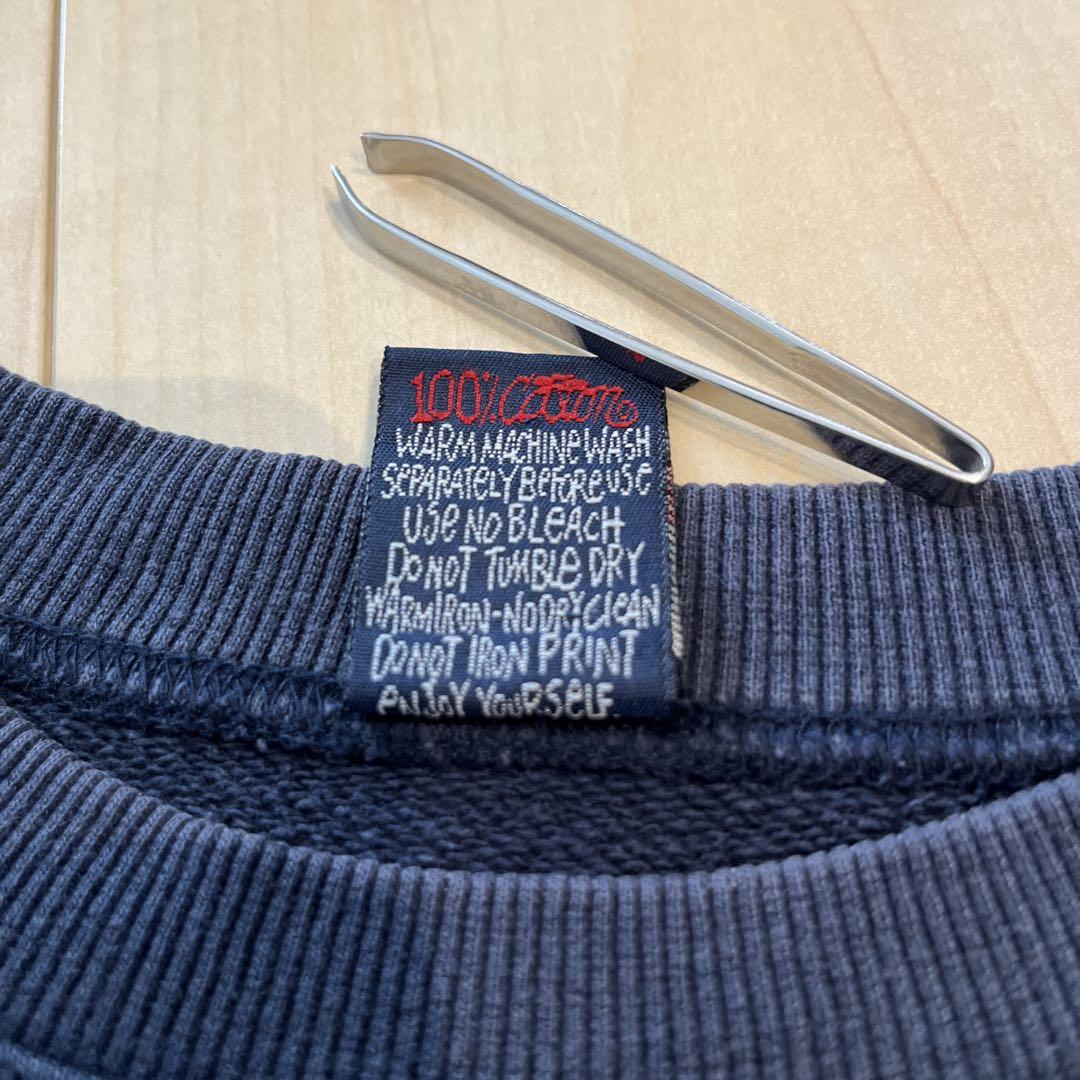 100% Cotton
WARM MACHINE WASH
SEPARATELY BEFORE USE
USE NO BLEACH
DO NOT TUMBLE DRY
WARM IRON-NO DRY CLEAN
DO NOT IRON PRINT
ENJOY YOURSELF.